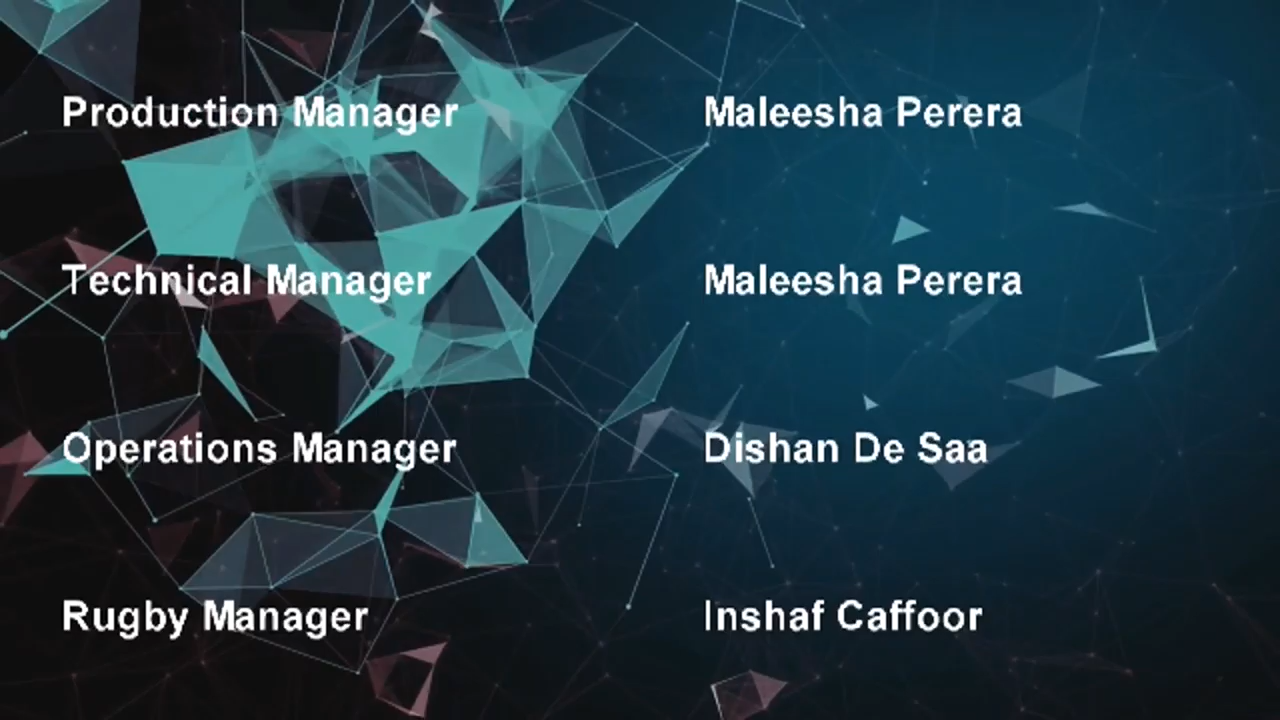 Production Manager Maleesha Perera
Technical Manager Maleesha Perera
Operations Manager Dishan De Saa
Rugby Manager Inshaf Caffoor